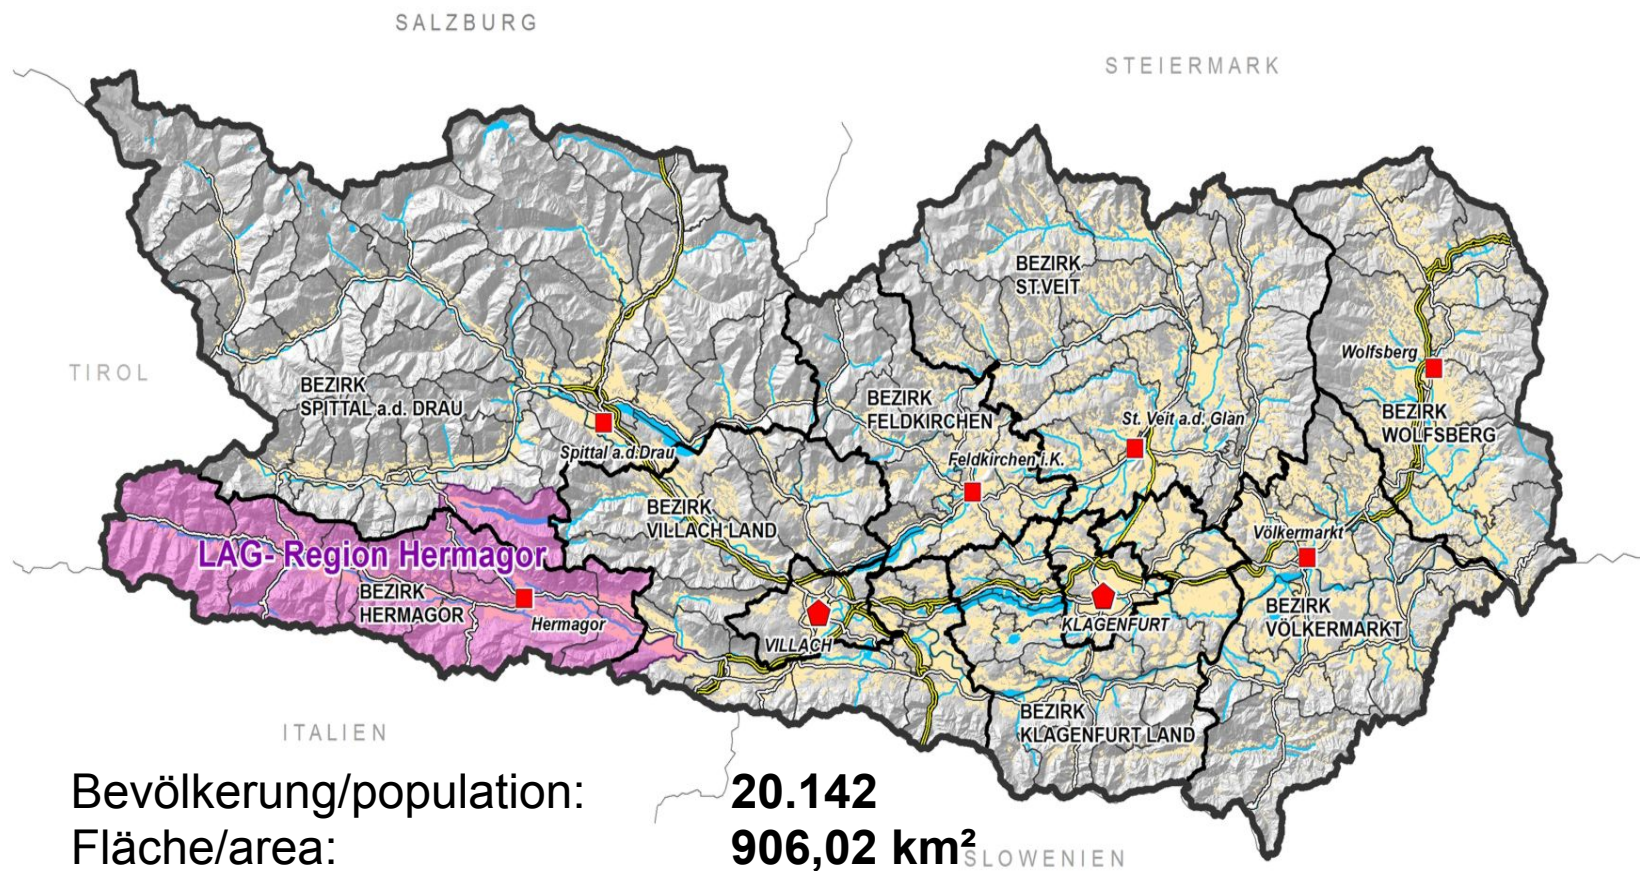 SALZBURG
STEIERMARK
TIROL
BEZIRK
ST.VEIT
Wolfsberg
BEZIRK
SPITTAL a.d. DRAU
BEZIRK
FELDKIRCHEN
St. Veit a.d. Glan
BEZIRK
WOLFSBERG
Spittal a.d.Drau
Feldkirchen i.K.
BEZIRK
VILLACH LAND
Völkermarkt
LAG- Region Hermagor
BEZIRK
HERMAGOR
Hermagor
VILLACH
KLAGENFURT
BEZIRK
VÖLKERMARKT
BEZIRK
KLAGENFURT LAND
ITALIEN
Bevölkerung/population: 20.142
Fläche/area: 906,02 km²
SLOWENIEN